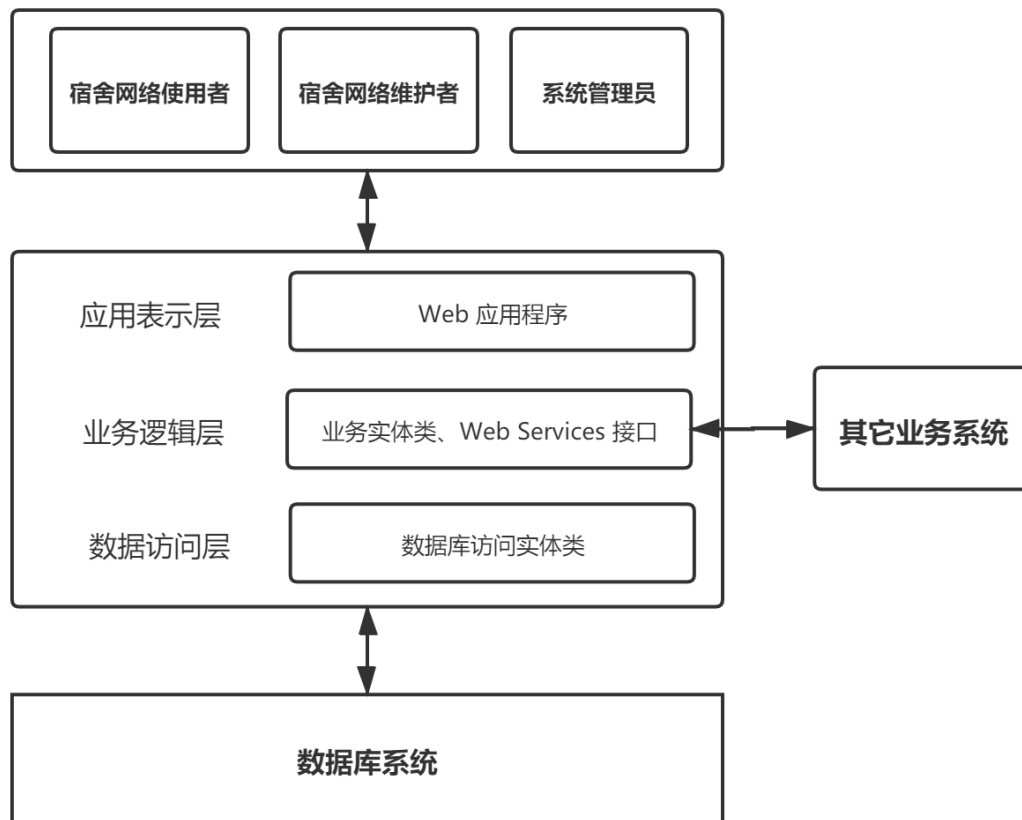 宿舍网络使用者
宿舍网络维护者
系统管理员
应用表示层
Web 应用程序
业务逻辑层
业务实体类、Web Services 接口
其它业务系统
数据访问层
数据库访问实体类
数据库系统